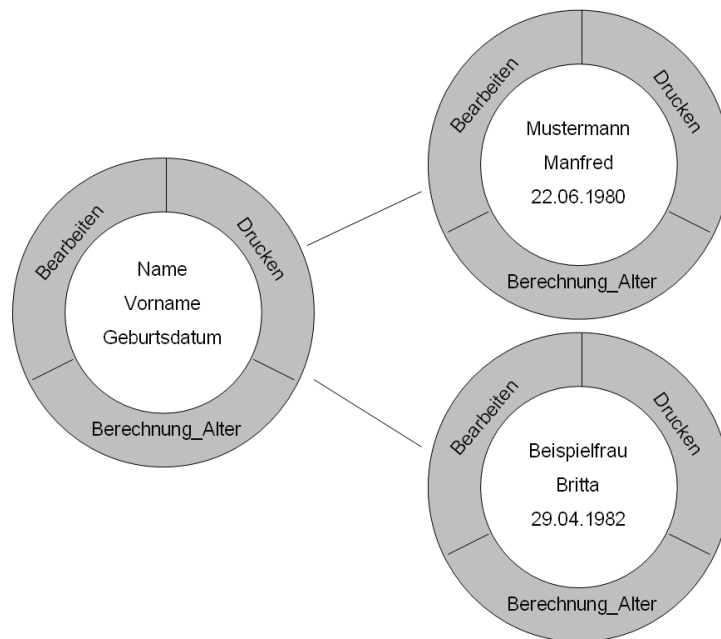 Bearbeiten
Drucken
Name
Vorname
Geburtsdatum
Berechnung_Alter
Bearbeiten
Drucken
Mustermann
Manfred
22.06.1980
Berechnung_Alter
Bearbeiten
Drucken
Beispielfrau
Britta
29.04.1982
Berechnung_Alter